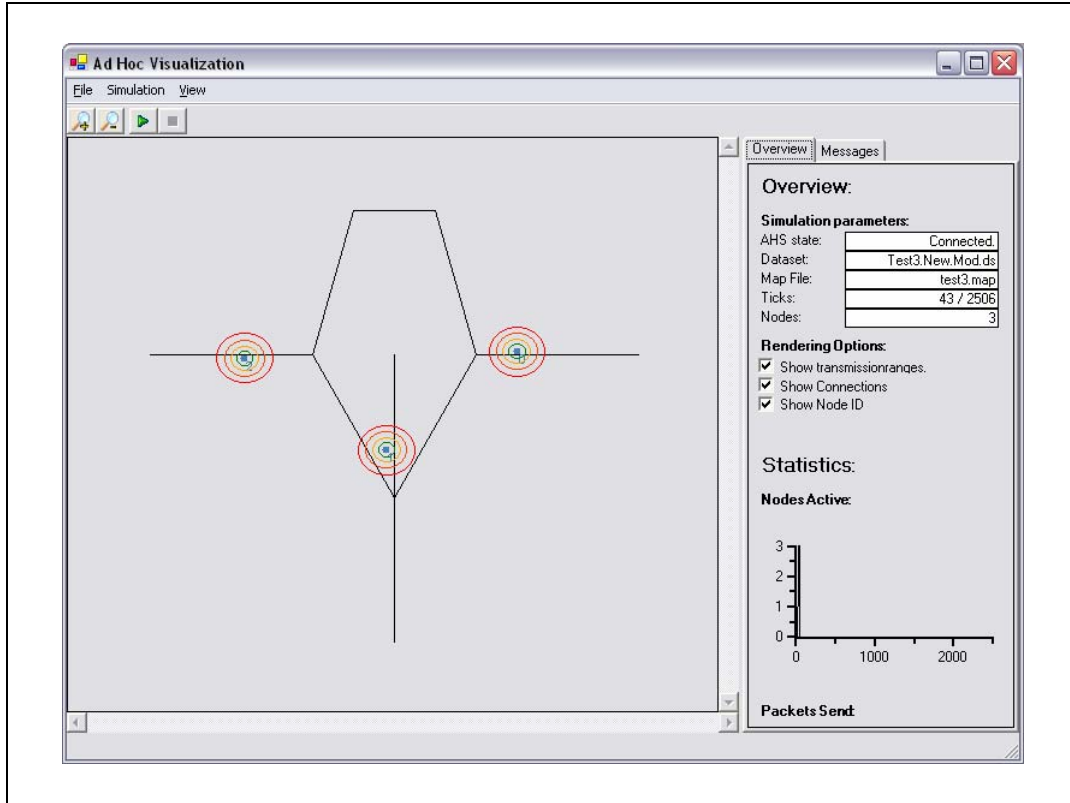 Ad Hoc Visualization
File Simulation View
Overview Messages
Overview:
Simulation parameters:
AHS state: Connected.
Dataset: Test3.New.Mod.ds
Map File: test3.map
Ticks: 43 / 2506
Nodes: 3
Rendering Options:
Show transmissionranges.
Show Connections
Show Node ID
Statistics:
Nodes Active:
3
2
1
0
0 1000 2000
Packets Send: